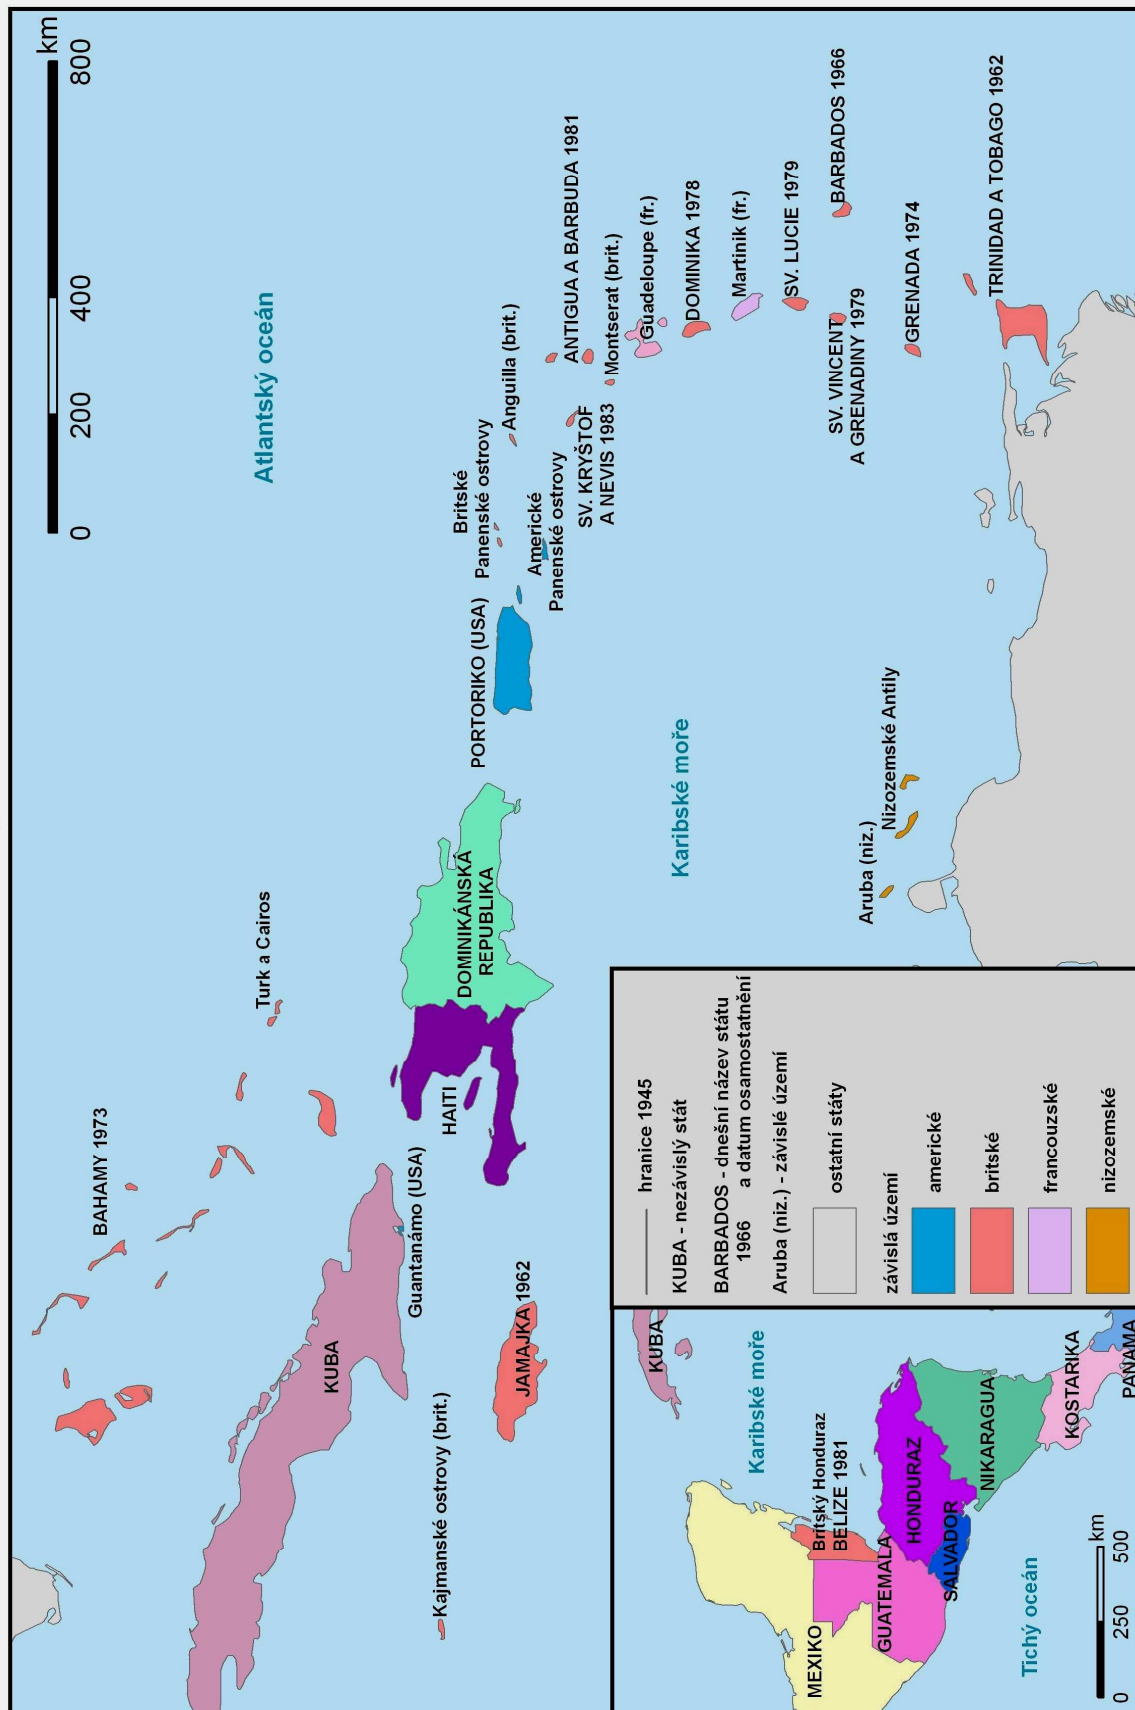 km
0 200 400 800
Atlantský oceán
BAHAMY 1973
Turk a Cairos
KUBA
Guantanámo (USA)
HAITI
DOMINIKÁNSKÁ
REPUBLIKA
PORTORIKO (USA)
Britské
Panenské ostrovy
Americké
Panenské ostrovy
Anguilla (brit.)
SV. KRYŠTOF
A NEVIS 1983
ANTIGUA A BARBUDA 1981
Montserat (brit.)
Guadeloupe (fr.)
DOMINIKA 1978
Martinik (fr.)
SV. LUCIE 1979
SV. VINCENT
A GRENADINY 1979
BARBADOS 1966
GRENADA 1974
TRINIDAD A TOBAGO 1962
Kajmanské ostrovy (brit.)
JAMAJKA 1962
Karibské moře
Aruba (niz.)
Nizozemské Antily
KUBA
Karibské moře
MEXIKO
Britský Honduraz
BELIZE 1981
GUATEMALA
HONDURAZ
SALVADOR
NIKARAGUA
KOSTARIKA
PANAMA
Tichý oceán
km
0 250 500
hranice 1945
KUBA - nezávislý stát
BARBADOS - dnešní název státu
1966 a datum osamostatnění
Aruba (niz.) - závislé území
ostatní státy
závislá území
americké
britské
francouzské
nizozemské